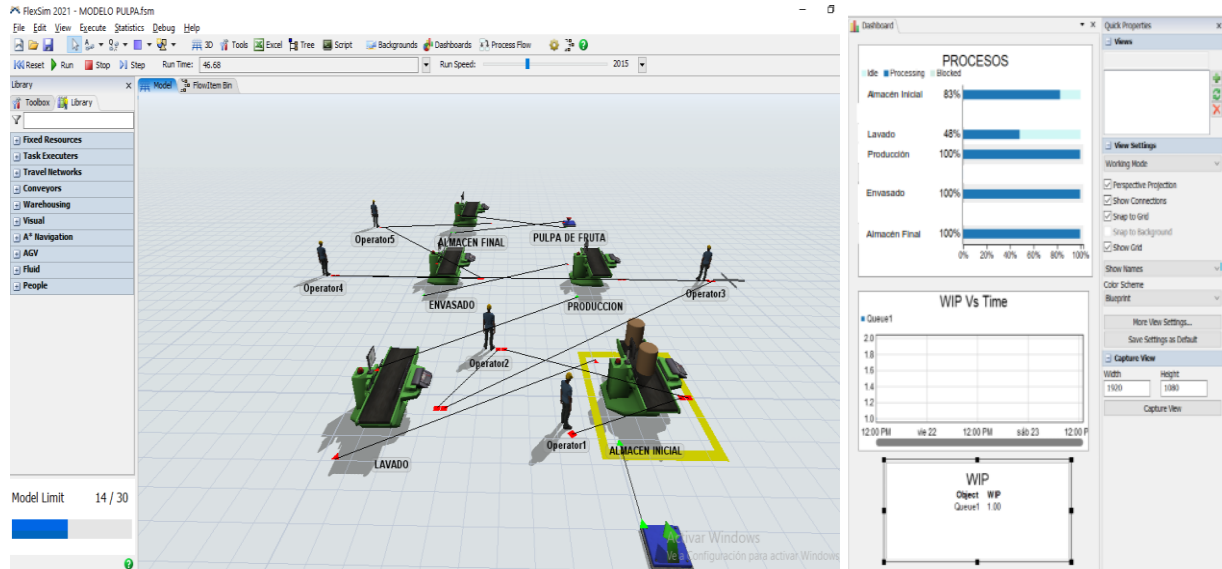 FlexSim 2021 - MODELO PULPA.fsm
File Edit View Execute Statistics Debug Help
3D Tools Excel Tree Script Backgrounds Dashboards Process Flow
Reset Run Stop Step Run Time: 46.68 Run Speed: 2015
Library
Model FlowItem Bin
Toolbox Library
Fixed Resources
Task Executers
Travel Networks
Conveyors
Warehousing
Visual
A* Navigation
AGV
Fluid
People
Model Limit 14 / 30
Operator5
ALMACEN FINAL
PULPA DE FRUTA
Operator4
ENVASADO
PRODUCCION
Operator3
Operator2
Operator1
ALMACEN INICIAL
LAVADO
Activar Windows
Ve a Configuración para activar Windows
Dashboard
PROCESOS
Idle Processing Blocked
Almacén Inicial 83%
Lavado 48%
Producción 100%
Envasado 100%
Almacén Final 100%
0% 20% 40% 60% 80% 100%
WIP Vs Time
Queue1
2.0
1.8
1.6
1.4
1.2
1.0
12:00 PM vie 22 12:00 PM sáb 23 12:00 P
WIP
Object WIP
Queue1 1.00
Quick Properties
Views
View Settings
Working Mode
Perspective Projection
Show Connections
Snap to Grid
Snap to Background
Show Grid
Show Names
Color Scheme
Blueprint
More View Settings...
Save Settings as Default
Capture View
Width Height
1920 1080
Capture View